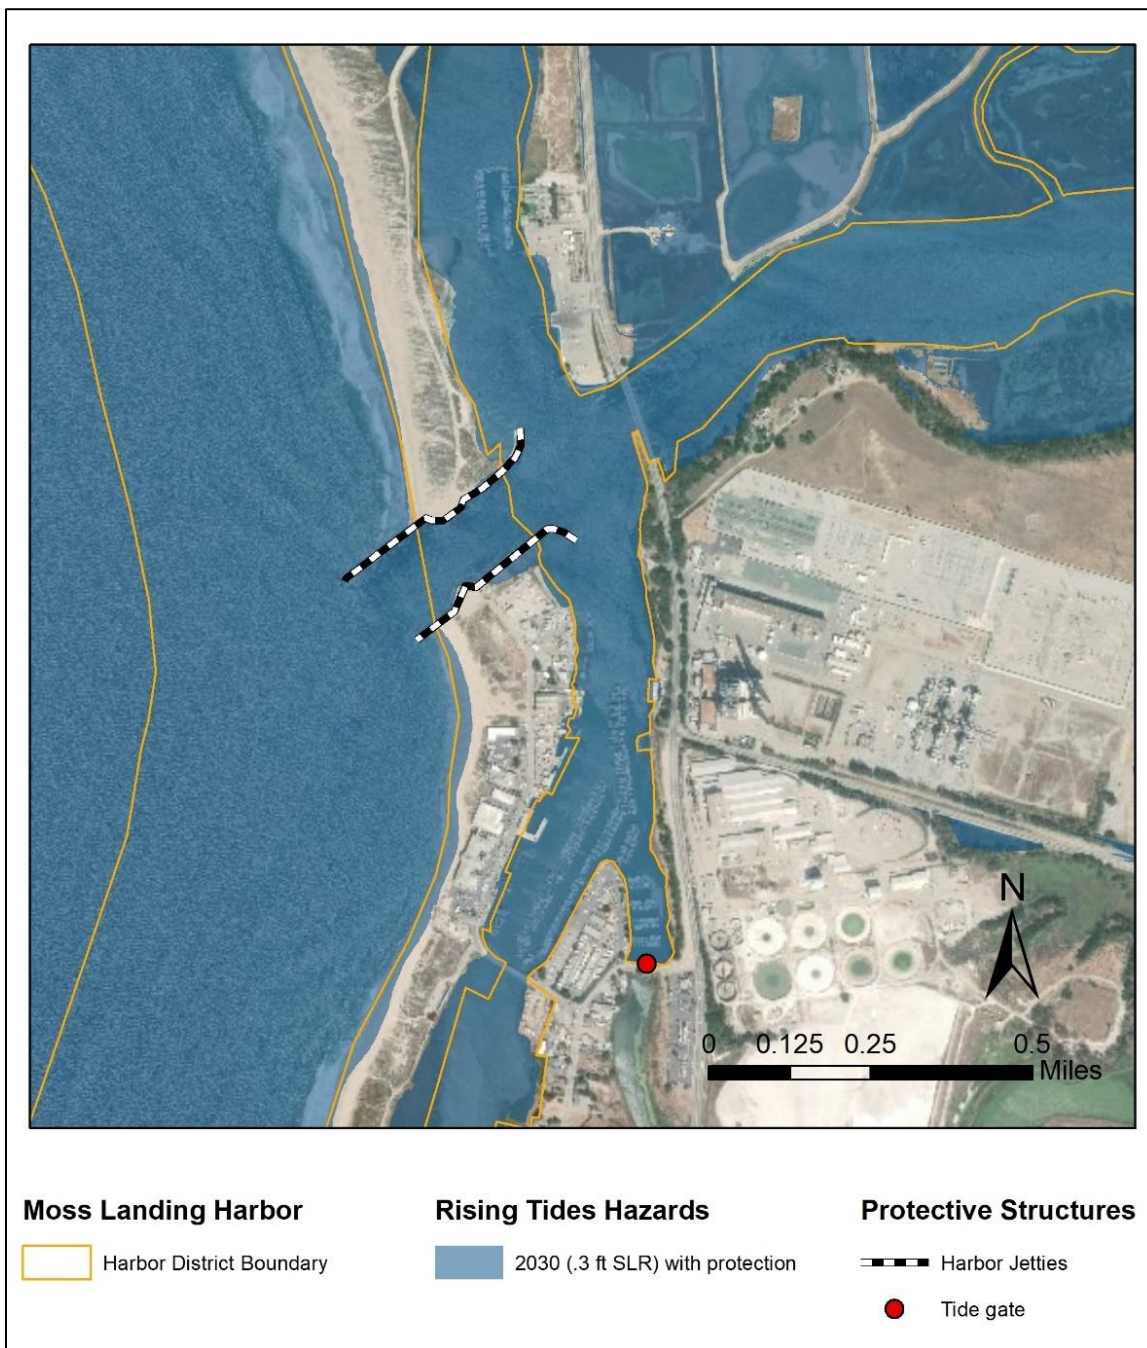 N
0 0.125 0.25 0.5
Miles
Moss Landing Harbor
Harbor District Boundary
Rising Tides Hazards
2030 (.3 ft SLR) with protection
Protective Structures
Harbor Jetties
Tide gate